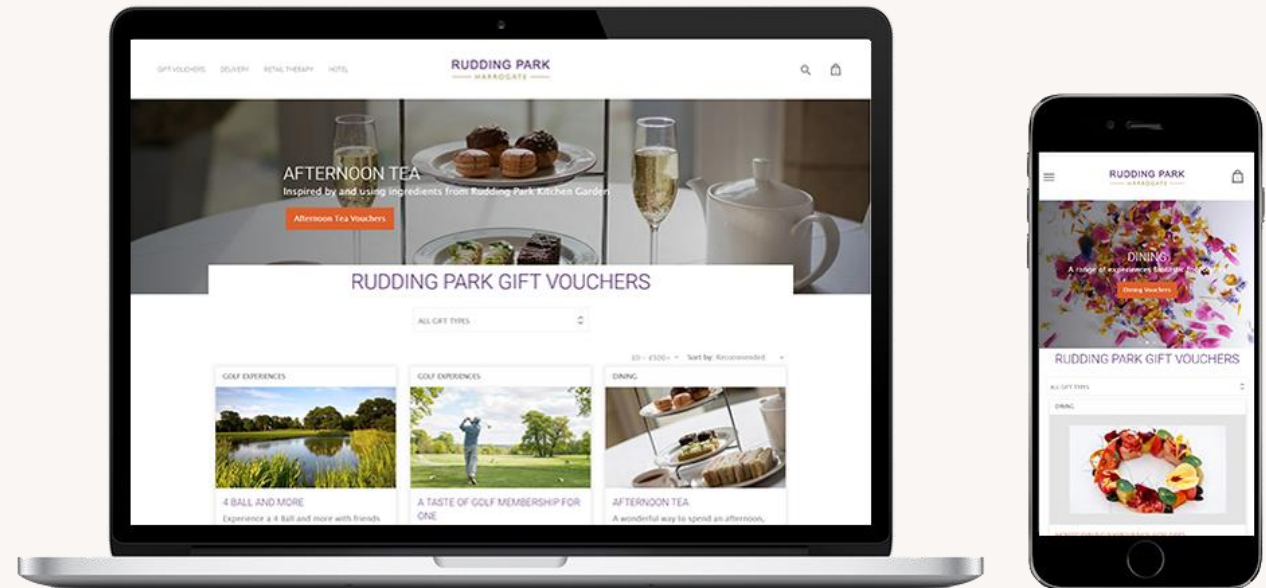 GIFT VOUCHERS DELIVERY RETAIL THERAPY HOTEL
RUDDING PARK
HARROGATE
AFTERNOON TEA
Inspired by and using ingredients from Rudding Park Kitchen Garden
Afternoon Tea Vouchers
RUDDING PARK GIFT VOUCHERS
ALL GIFT TYPES
Sort by: Recommended
GOLF EXPERIENCES
GOLF EXPERIENCES
DINING
4 BALL AND MORE
Experience a 4 Ball and more with friends
A TASTE OF GOLF MEMBERSHIP FOR
ONE
AFTERNOON TEA
A wonderful way to spend an afternoon,
RUDDING PARK
HARROGATE
DINING
A range of experiences fantastic
Dining Vouchers
RUDDING PARK GIFT VOUCHERS
ALL GIFT TYPES
DINING